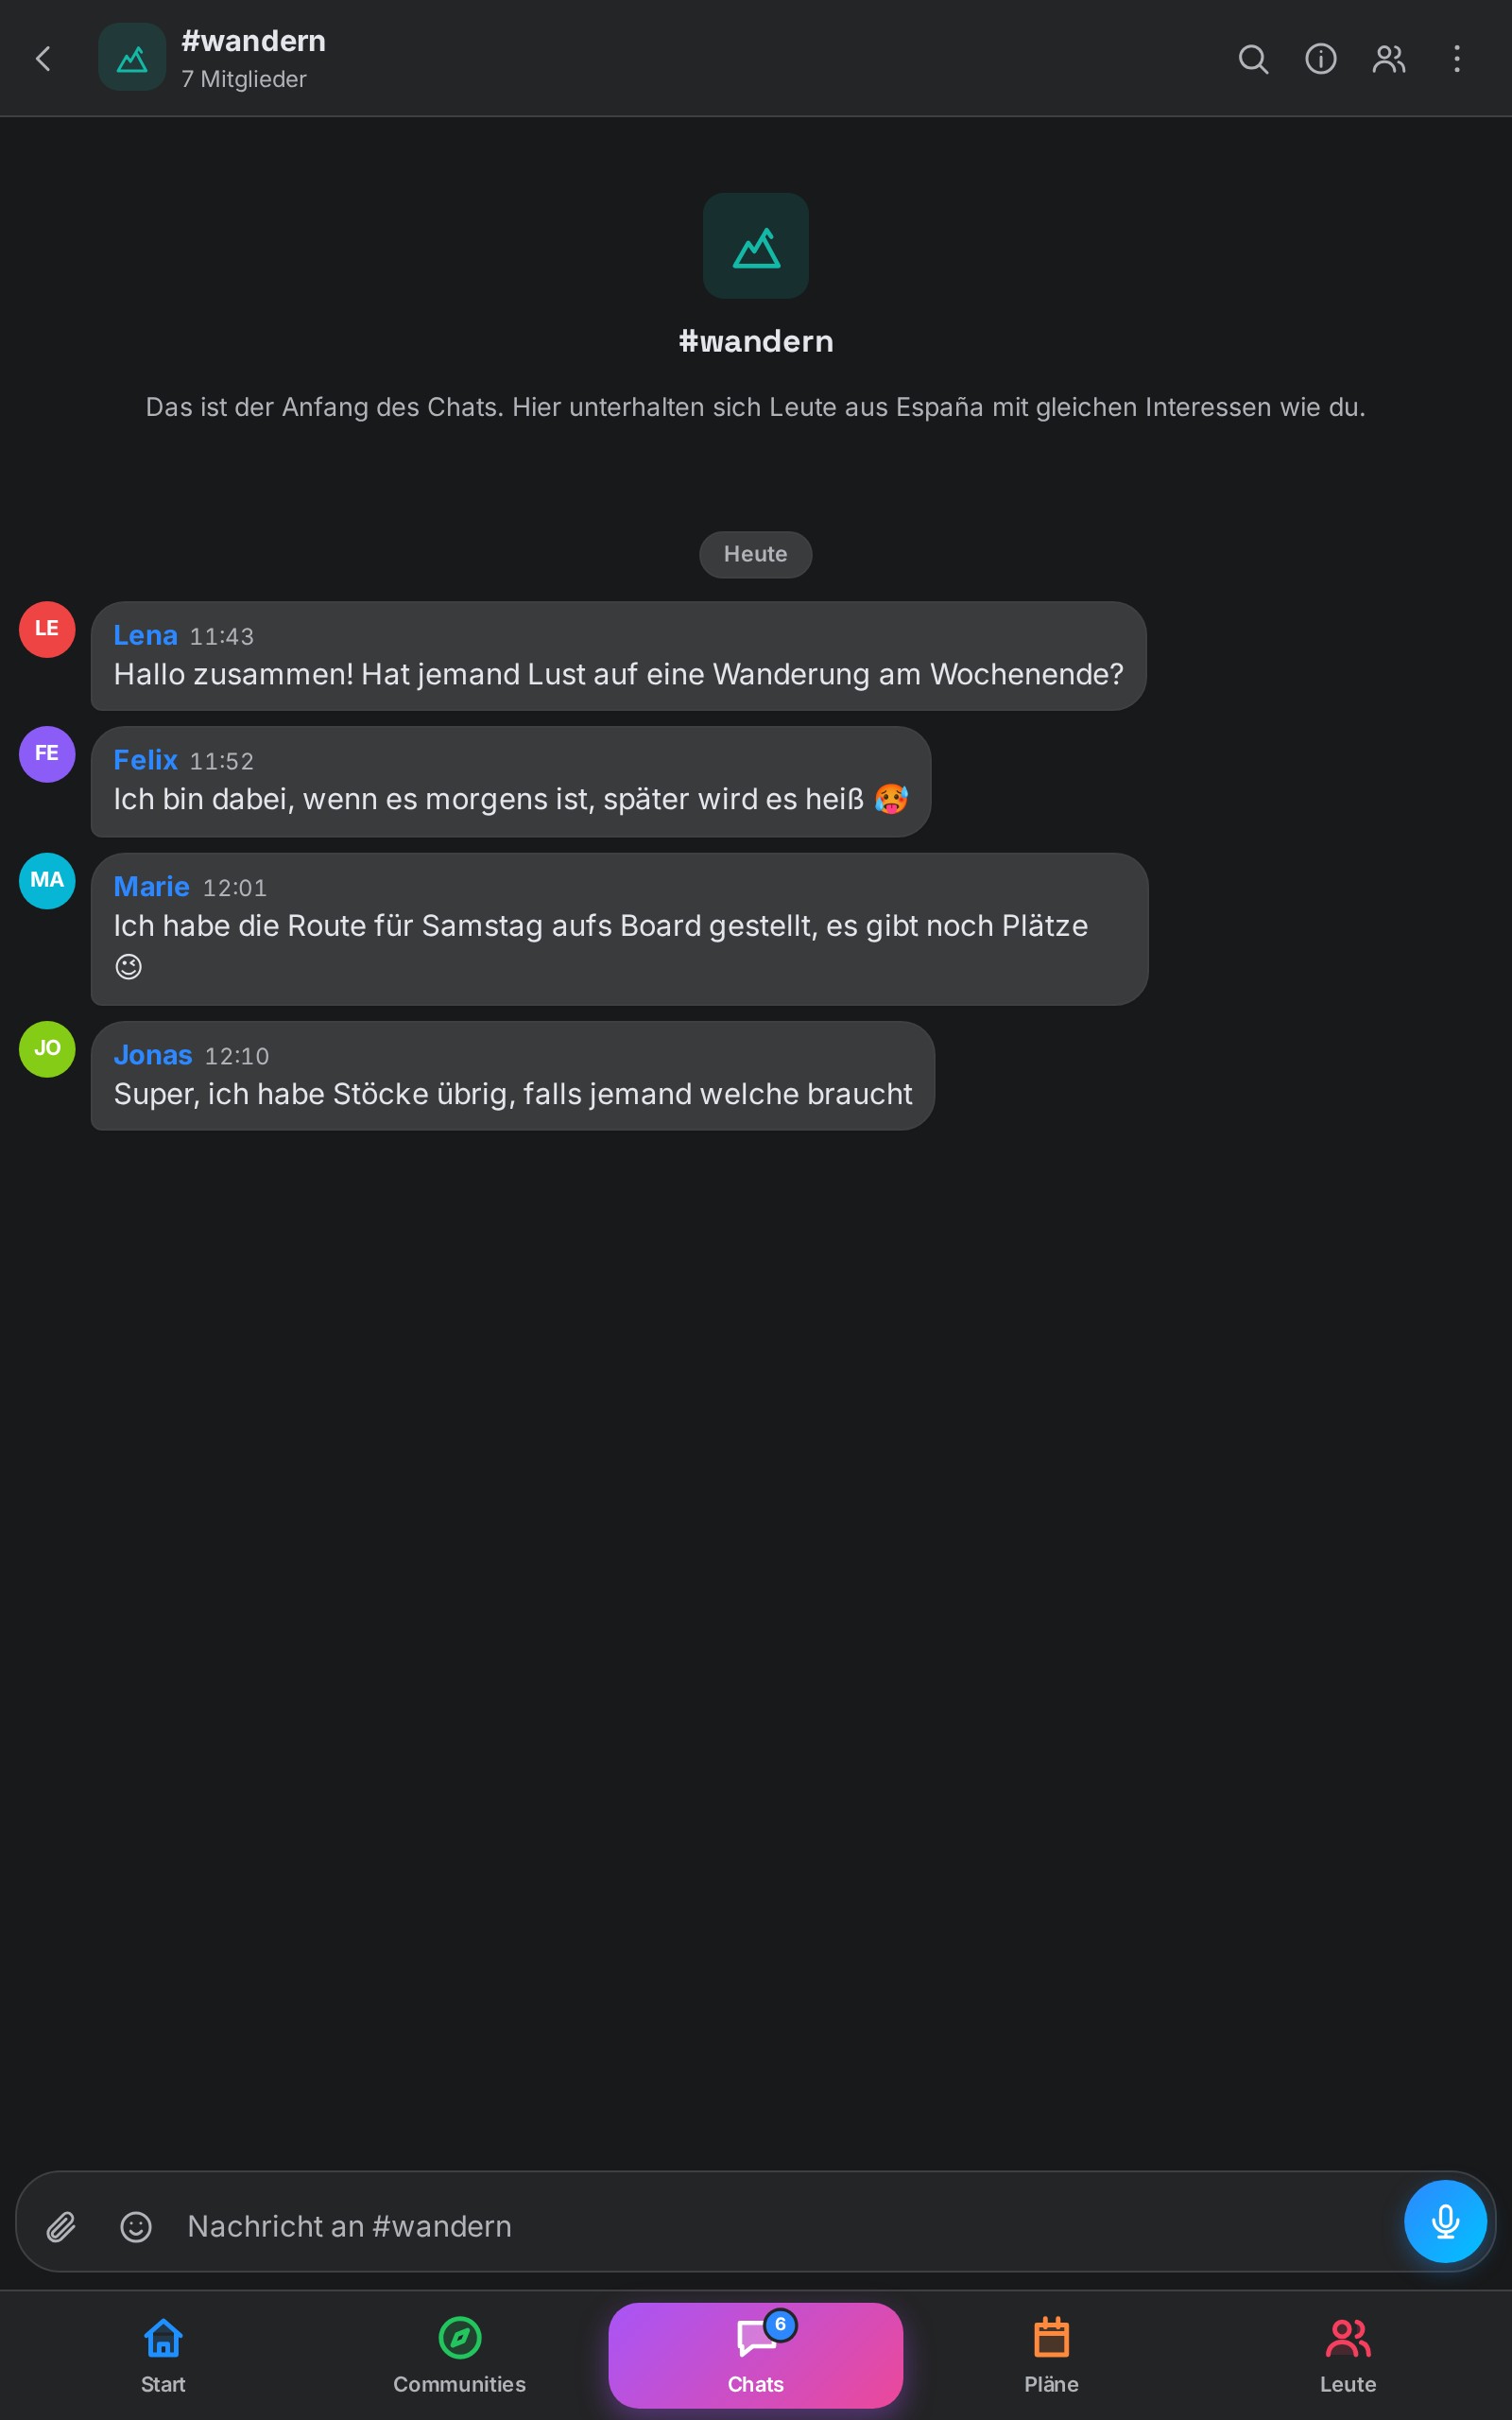 #wandern
7 Mitglieder
#wandern
Das ist der Anfang des Chats. Hier unterhalten sich Leute aus España mit gleichen Interessen wie du.
Heute
LE
Lena 11:43
Hallo zusammen! Hat jemand Lust auf eine Wanderung am Wochenende?
FE
Felix 11:52
Ich bin dabei, wenn es morgens ist, später wird es heiß 🥵
MA
Marie 12:01
Ich habe die Route für Samstag aufs Board gestellt, es gibt noch Plätze
😉
JO
Jonas 12:10
Super, ich habe Stöcke übrig, falls jemand welche braucht
Nachricht an #wandern
6
Start
Communities
Chats
Pläne
Leute